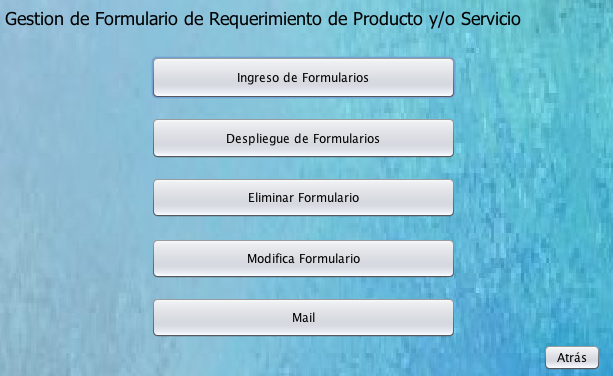 Gestion de Formulario de Requerimiento de Producto y/o Servicio
Ingreso de Formularios
Despliegue de Formularios
Eliminar Formulario
Modifica Formulario
Mail
Atrás